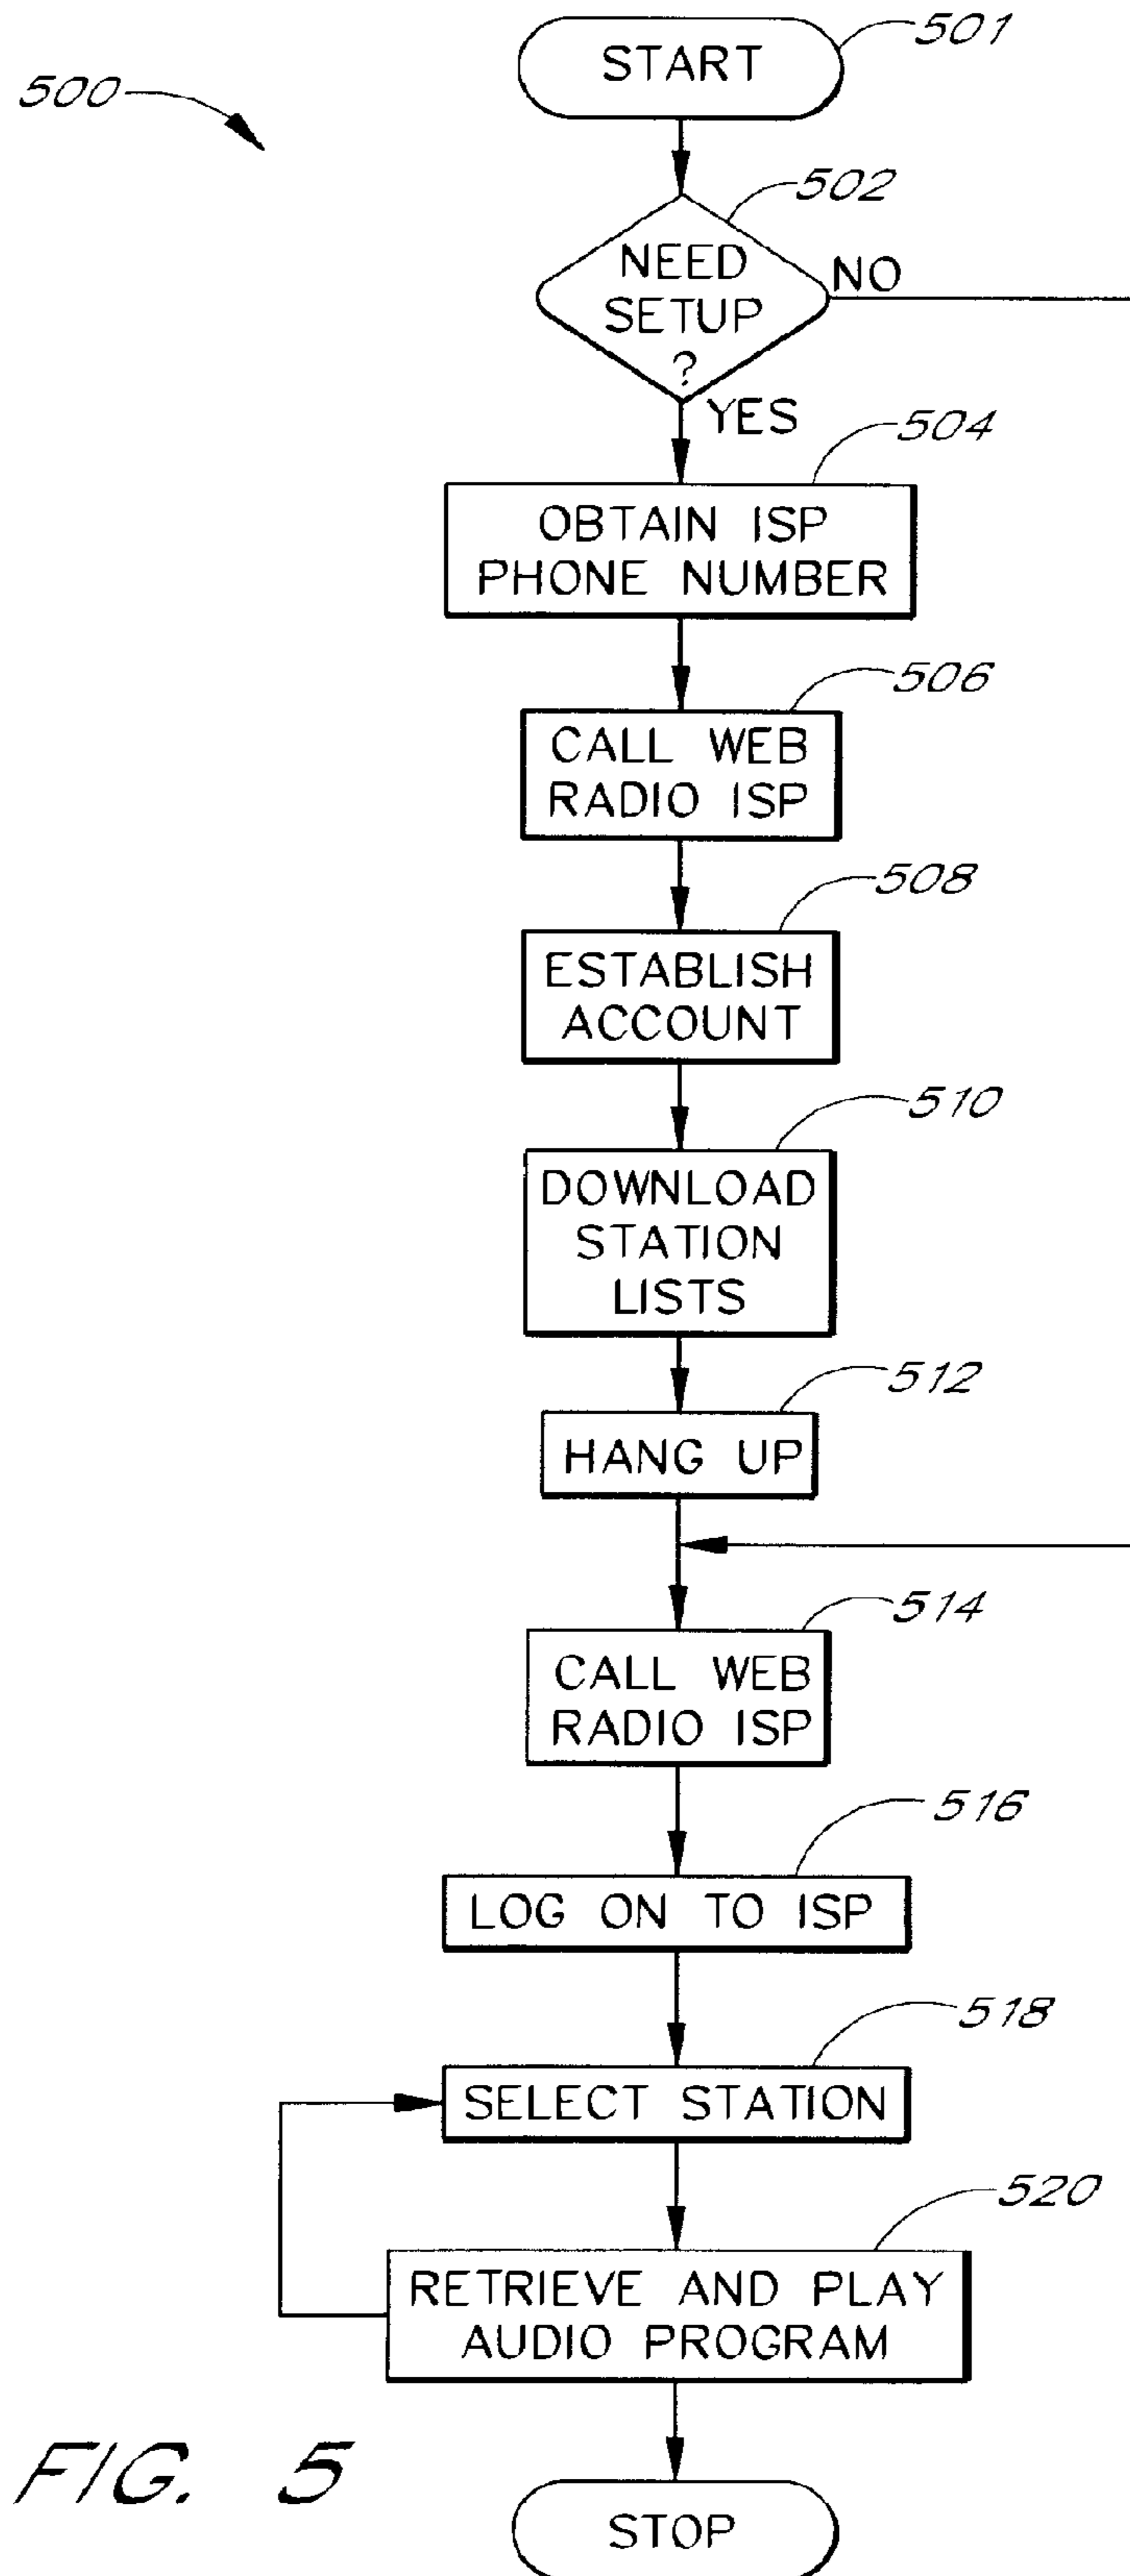 501
START
500
502
NEED
SETUP
?
NO
YES
504
OBTAIN ISP
PHONE NUMBER
506
CALL WEB
RADIO ISP
508
ESTABLISH
ACCOUNT
510
DOWNLOAD
STATION
LISTS
512
HANG UP
514
CALL WEB
RADIO ISP
516
LOG ON TO ISP
518
SELECT STATION
520
RETRIEVE AND PLAY
AUDIO PROGRAM
FIG. 5
STOP